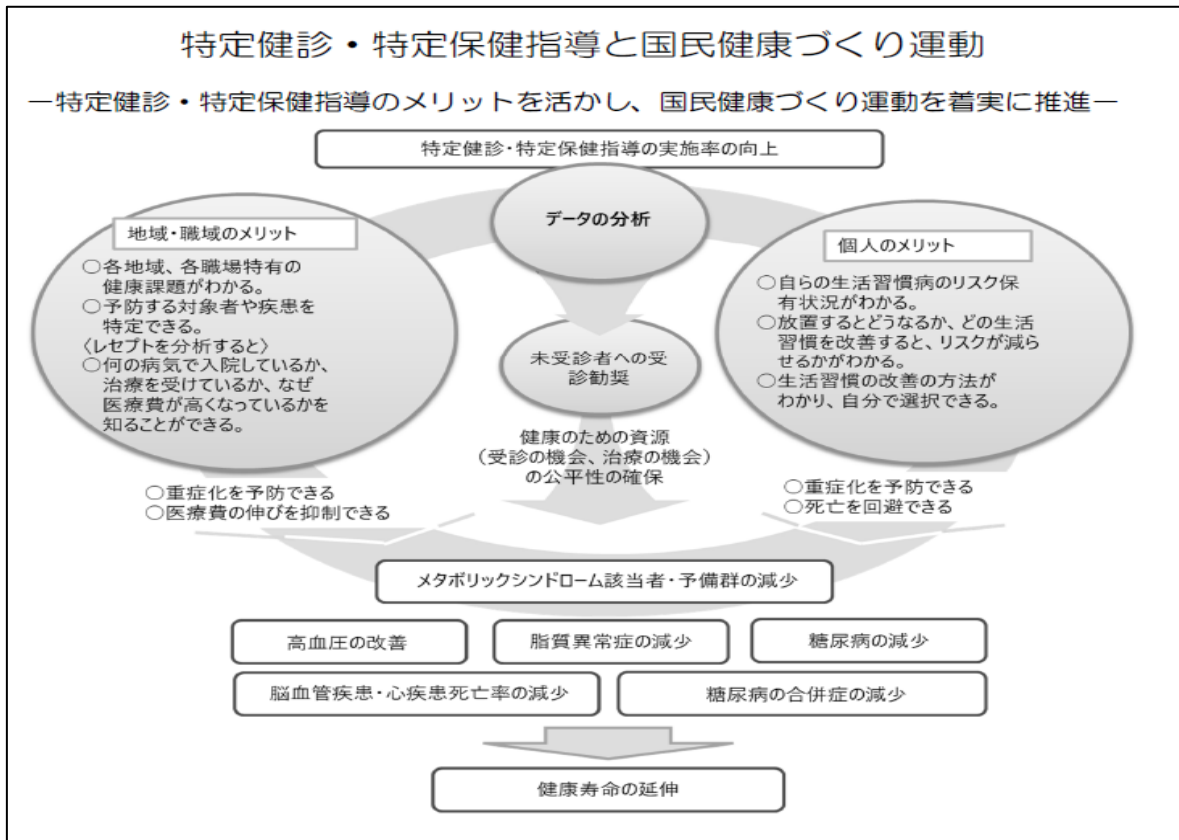 特定健診・特定保健指導と国民健康づくり運動
―特定健診・特定保健指導のメリットを活かし、国民健康づくり運動を着実に推進―
特定健診・特定保健指導の実施率の向上
データの分析
地域・職域のメリット
○各地域、各職場特有の
健康課題がわかる。
○予防する対象者や疾患を
特定できる。
〈レセプトを分析すると〉
○何の病気で入院しているか、
治療を受けているか、なぜ
医療費が高くなっているかを
知ることができる。
○重症化を予防できる
○医療費の伸びを抑制できる
未受診者への受
診勧奨
健康のための資源
（受診の機会、治療の機会）
の公平性の確保
個人のメリット
○自らの生活習慣病のリスク保
有状況がわかる。
○放置するとどうなるか、どの生活
習慣を改善すると、リスクが減ら
せるかがわかる。
○生活習慣の改善の方法が
わかり、自分で選択できる。
○重症化を予防できる
○死亡を回避できる
メタボリックシンドローム該当者・予備群の減少
高血圧の改善
脂質異常症の減少
糖尿病の減少
脳血管疾患・心疾患死亡率の減少
糖尿病の合併症の減少
健康寿命の延伸